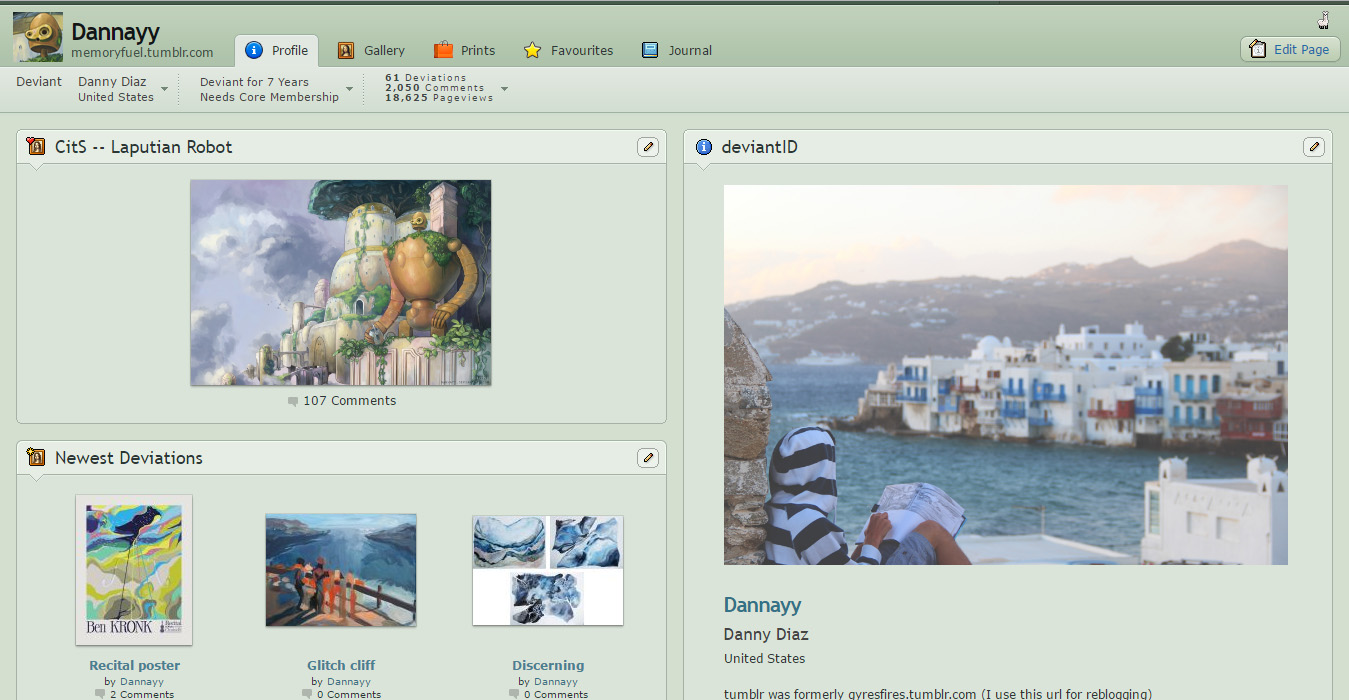 Dannayy
memoryfuel.tumblr.com
Profile
Gallery
Prints
Favourites
Journal
Edit Page
Deviant
Danny Diaz
United States
Deviant for 7 Years
Needs Core Membership
61 Deviations
2,050 Comments
18,625 Pageviews
CitS -- Laputian Robot
107 Comments
Newest Deviations
Ben KRONK
Recital
Recital poster
by Dannayy
2 Comments
Glitch cliff
by Dannayy
0 Comments
Discerning
by Dannayy
0 Comments
deviantID
Dannayy
Danny Diaz
United States
tumblr was formerly gyresfires.tumblr.com (I use this url for reblogging)